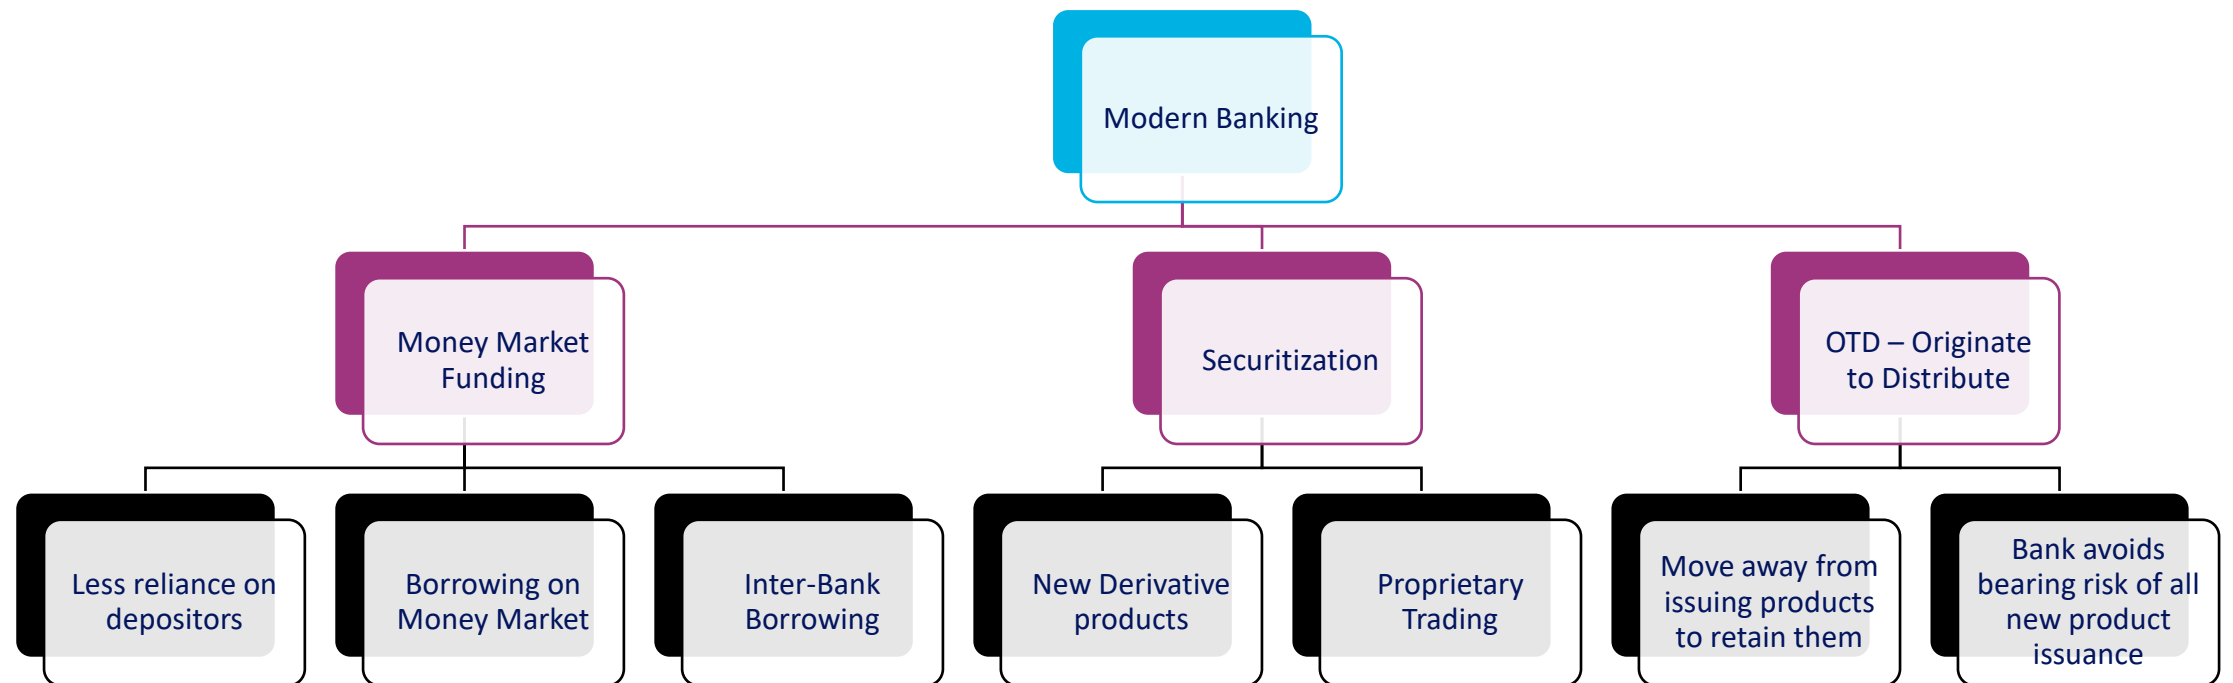 Modern Banking
Money Market
Funding
Securitization
OTD – Originate
to Distribute
Less reliance on
depositors
Borrowing on
Money Market
Inter-Bank
Borrowing
New Derivative
products
Proprietary
Trading
Move away from
issuing products
to retain them
Bank avoids
bearing risk of all
new product
issuance